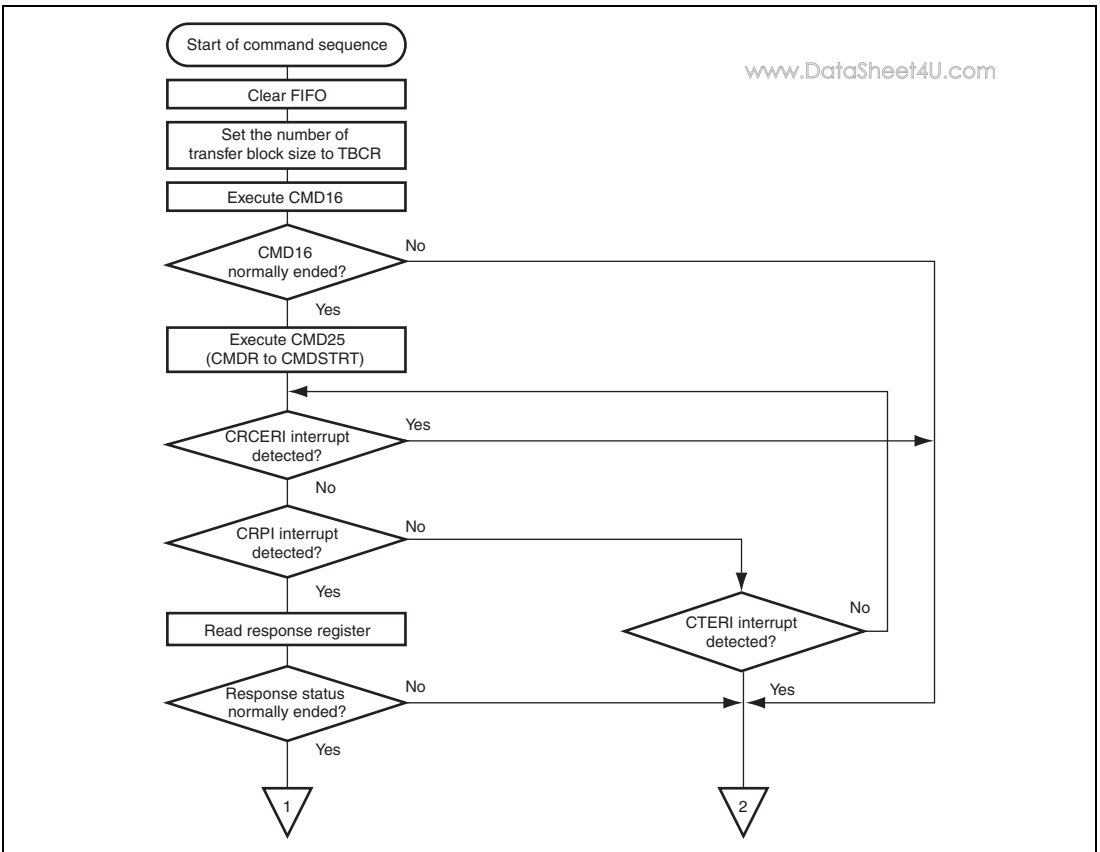 Start of command sequence
www.DataSheet4U.com
Clear FIFO
Set the number of
transfer block size to TBCR
Execute CMD16
CMD16
normally ended?
No
Yes
Execute CMD25
(CMDR to CMDSTRT)
CRCERI interrupt
detected?
Yes
No
CRPI interrupt
detected?
No
Yes
CTERI interrupt
detected?
No
Yes
Read response register
Response status
normally ended?
No
Yes
1
2